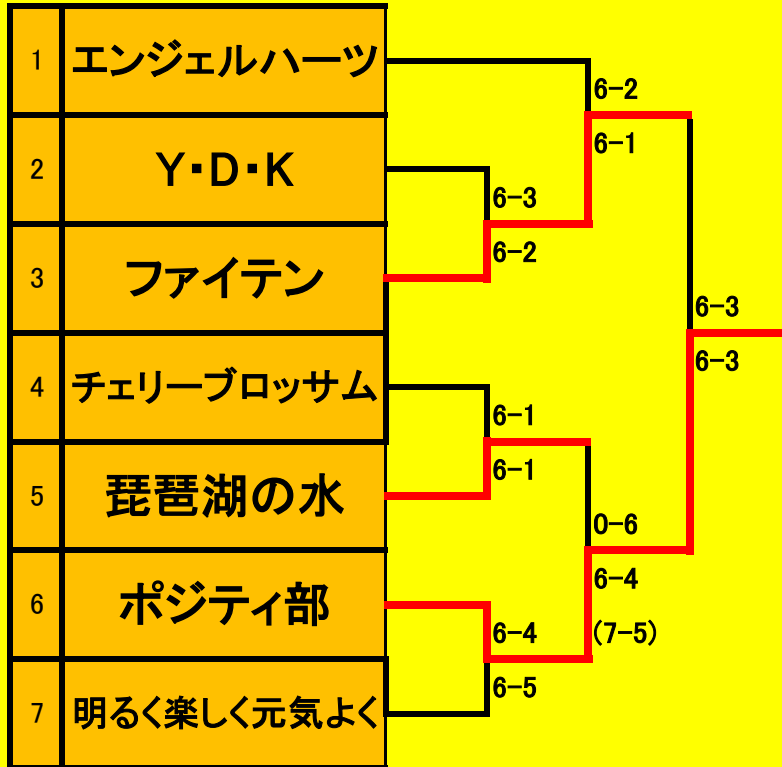 1 エンジェルハーツ
2 Y・D・K
3 ファイテン
4 チェリーブロッサム
5 琵琶湖の水
6 ポジティ部
7 明るく楽しく元気よく
6-2
6-1
6-3
6-2
6-3
6-3
6-1
6-1
0-6
6-4
(7-5)
6-4
6-5